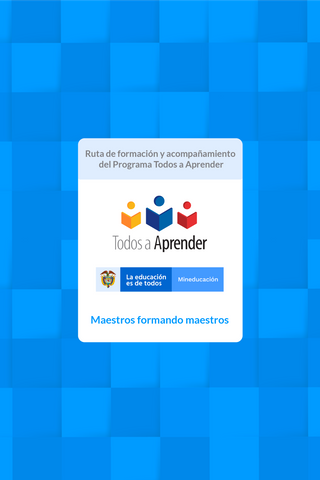 Ruta de formación y acompañamiento
del Programa Todos a Aprender
Todos a Aprender
La educación
es de todos
Mineducación
Maestros formando maestros